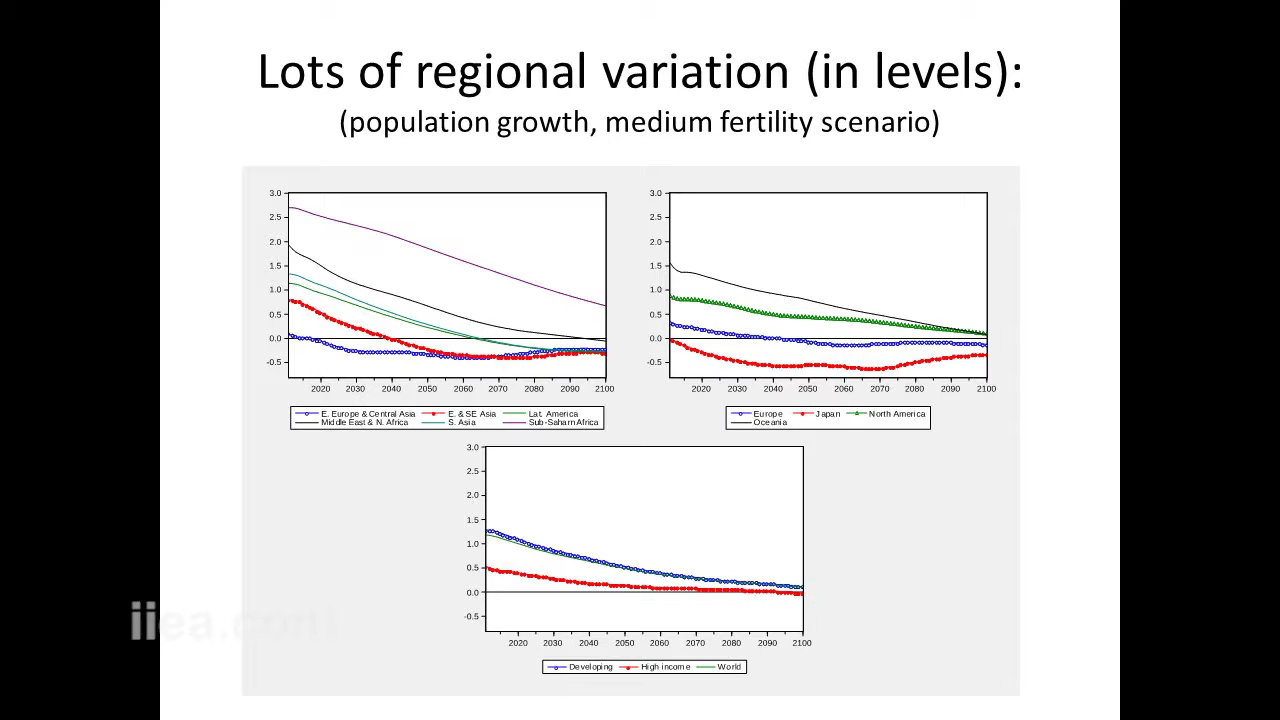 Lots of regional variation (in levels):
(population growth, medium fertility scenario)
3.0
2.5
2.0
1.5
1.0
0.5
0.0
-0.5
2020 2030 2040 2050 2060 2070 2080 2090 2100
E. Europe & Central Asia E. & SE Asia Lat. America
Middle East & N. Africa S. Asia Sub-Saharn Africa
3.0
2.5
2.0
1.5
1.0
0.5
0.0
-0.5
2020 2030 2040 2050 2060 2070 2080 2090 2100
Europe Japan North America
Oceania
3.0
2.5
2.0
1.5
1.0
0.5
0.0
-0.5
2020 2030 2040 2050 2060 2070 2080 2090 2100
Developing High income World
iiea.com